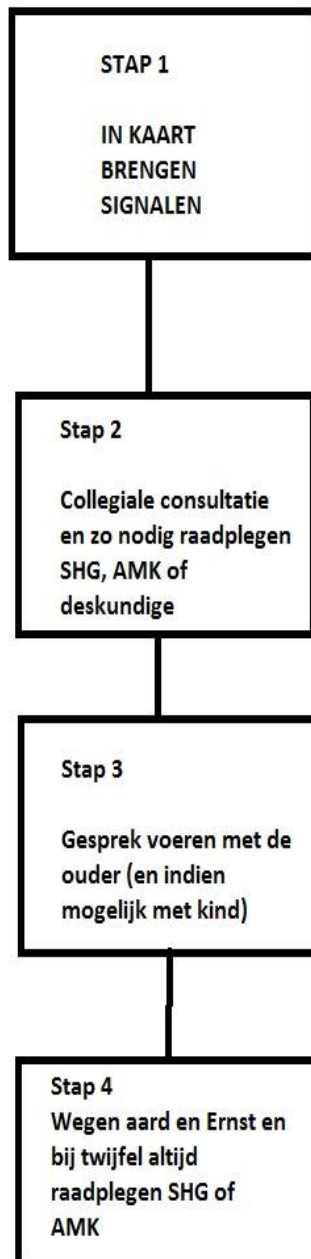 STAP 1
IN KAART
BRENGEN
SIGNALEN
Stap 2
Collegiale consultatie
en zo nodig raadplegen
SHG, AMK of
deskundige
Stap 3
Gesprek voeren met de
ouder (en indien
mogelijk met kind)
Stap 4
Wegen aard en Ernst en
bij twijfel altijd
raadplegen SHG of
AMK